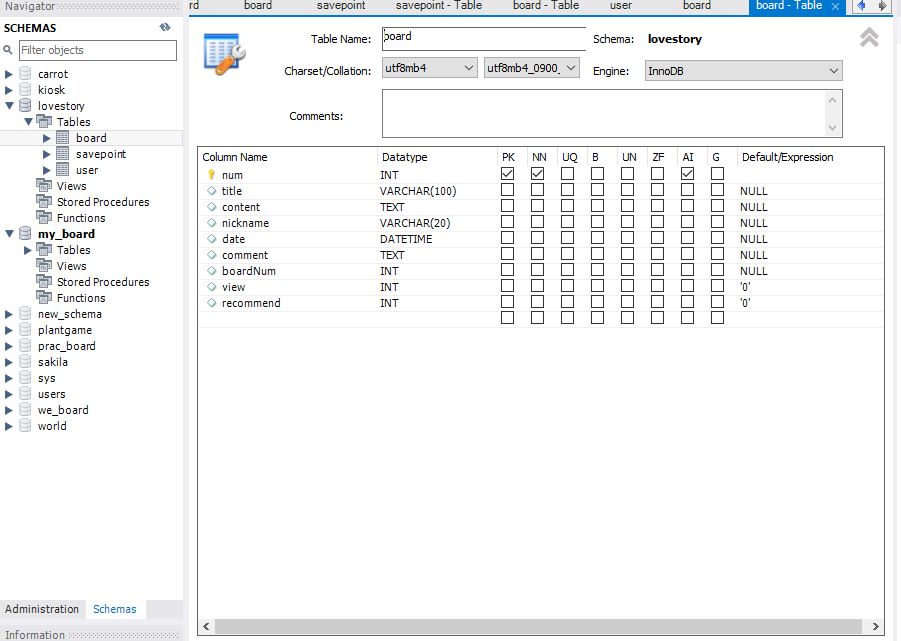 Navigator
SCHEMAS
Filter objects
carrot
kiosk
lovestory
Tables
board
savepoint
user
Views
Stored Procedures
Functions
my_board
Tables
Views
Stored Procedures
Functions
new_schema
plantgame
prac_board
sakila
sys
users
we_board
world
Administration Schemas
Information
rd board savepoint savepoint - Table board - Table user board board - Table
Table Name: board Schema: lovestory
Charset/Collation: utf8mb4 utf8mb4_0900_ Engine: InnoDB
Comments:
Column Name Datatype PK NN UQ B UN ZF AI G Default/Expression
num INT
title VARCHAR(100) NULL
content TEXT NULL
nickname VARCHAR(20) NULL
date DATETIME NULL
comment TEXT NULL
boardNum INT NULL
view INT '0'
recommend INT '0'